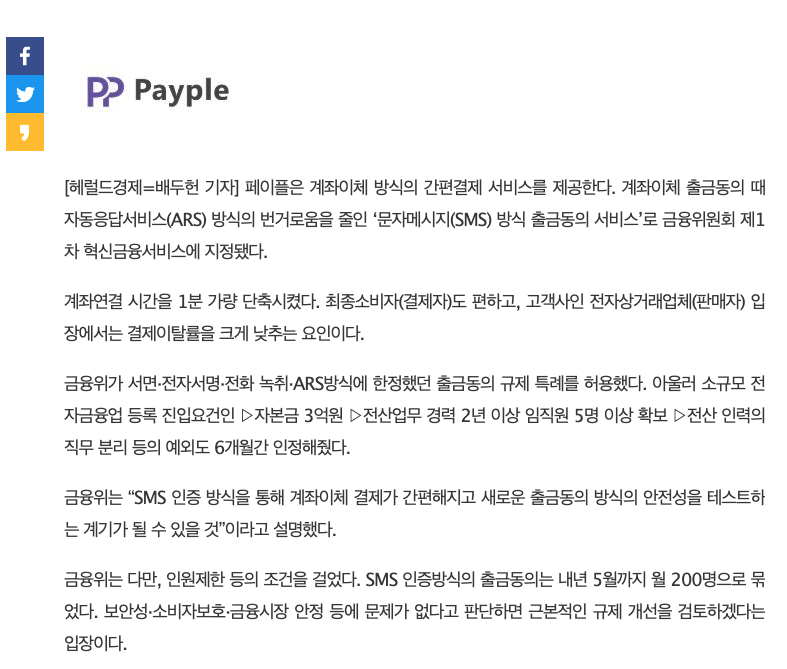 Payple
[헤럴드경제=배두헌 기자] 페이플은 계좌이체 방식의 간편결제 서비스를 제공한다. 계좌이체 출금동의 때
자동응답서비스(ARS) 방식의 번거로움을 줄인 ‘문자메시지(SMS) 방식 출금동의 서비스’로 금융위원회 제1
차 혁신금융서비스에 지정됐다.
계좌연결 시간을 1분 가량 단축시켰다. 최종소비자(결제자)도 편하고, 고객사인 전자상거래업체(판매자) 입
장에서는 결제이탈률을 크게 낮추는 요인이다.
금융위가 서면·전자서명·전화 녹취·ARS방식에 한정했던 출금동의 규제 특례를 허용했다. 아울러 소규모 전
자금융업 등록 진입요건인 ▷자본금 3억원 ▷전산업무 경력 2년 이상 임직원 5명 이상 확보 ▷전산 인력의
직무 분리 등의 예외도 6개월간 인정해줬다.
금융위는 “SMS 인증 방식을 통해 계좌이체 결제가 간편해지고 새로운 출금동의 방식의 안전성을 테스트하
는 계기가 될 수 있을 것”이라고 설명했다.
금융위는 다만, 인원제한 등의 조건을 걸었다. SMS 인증방식의 출금동의는 내년 5월까지 월 200명으로 묶
었다. 보안성·소비자보호·금융시장 안정 등에 문제가 없다고 판단하면 근본적인 규제 개선을 검토하겠다는
입장이다.